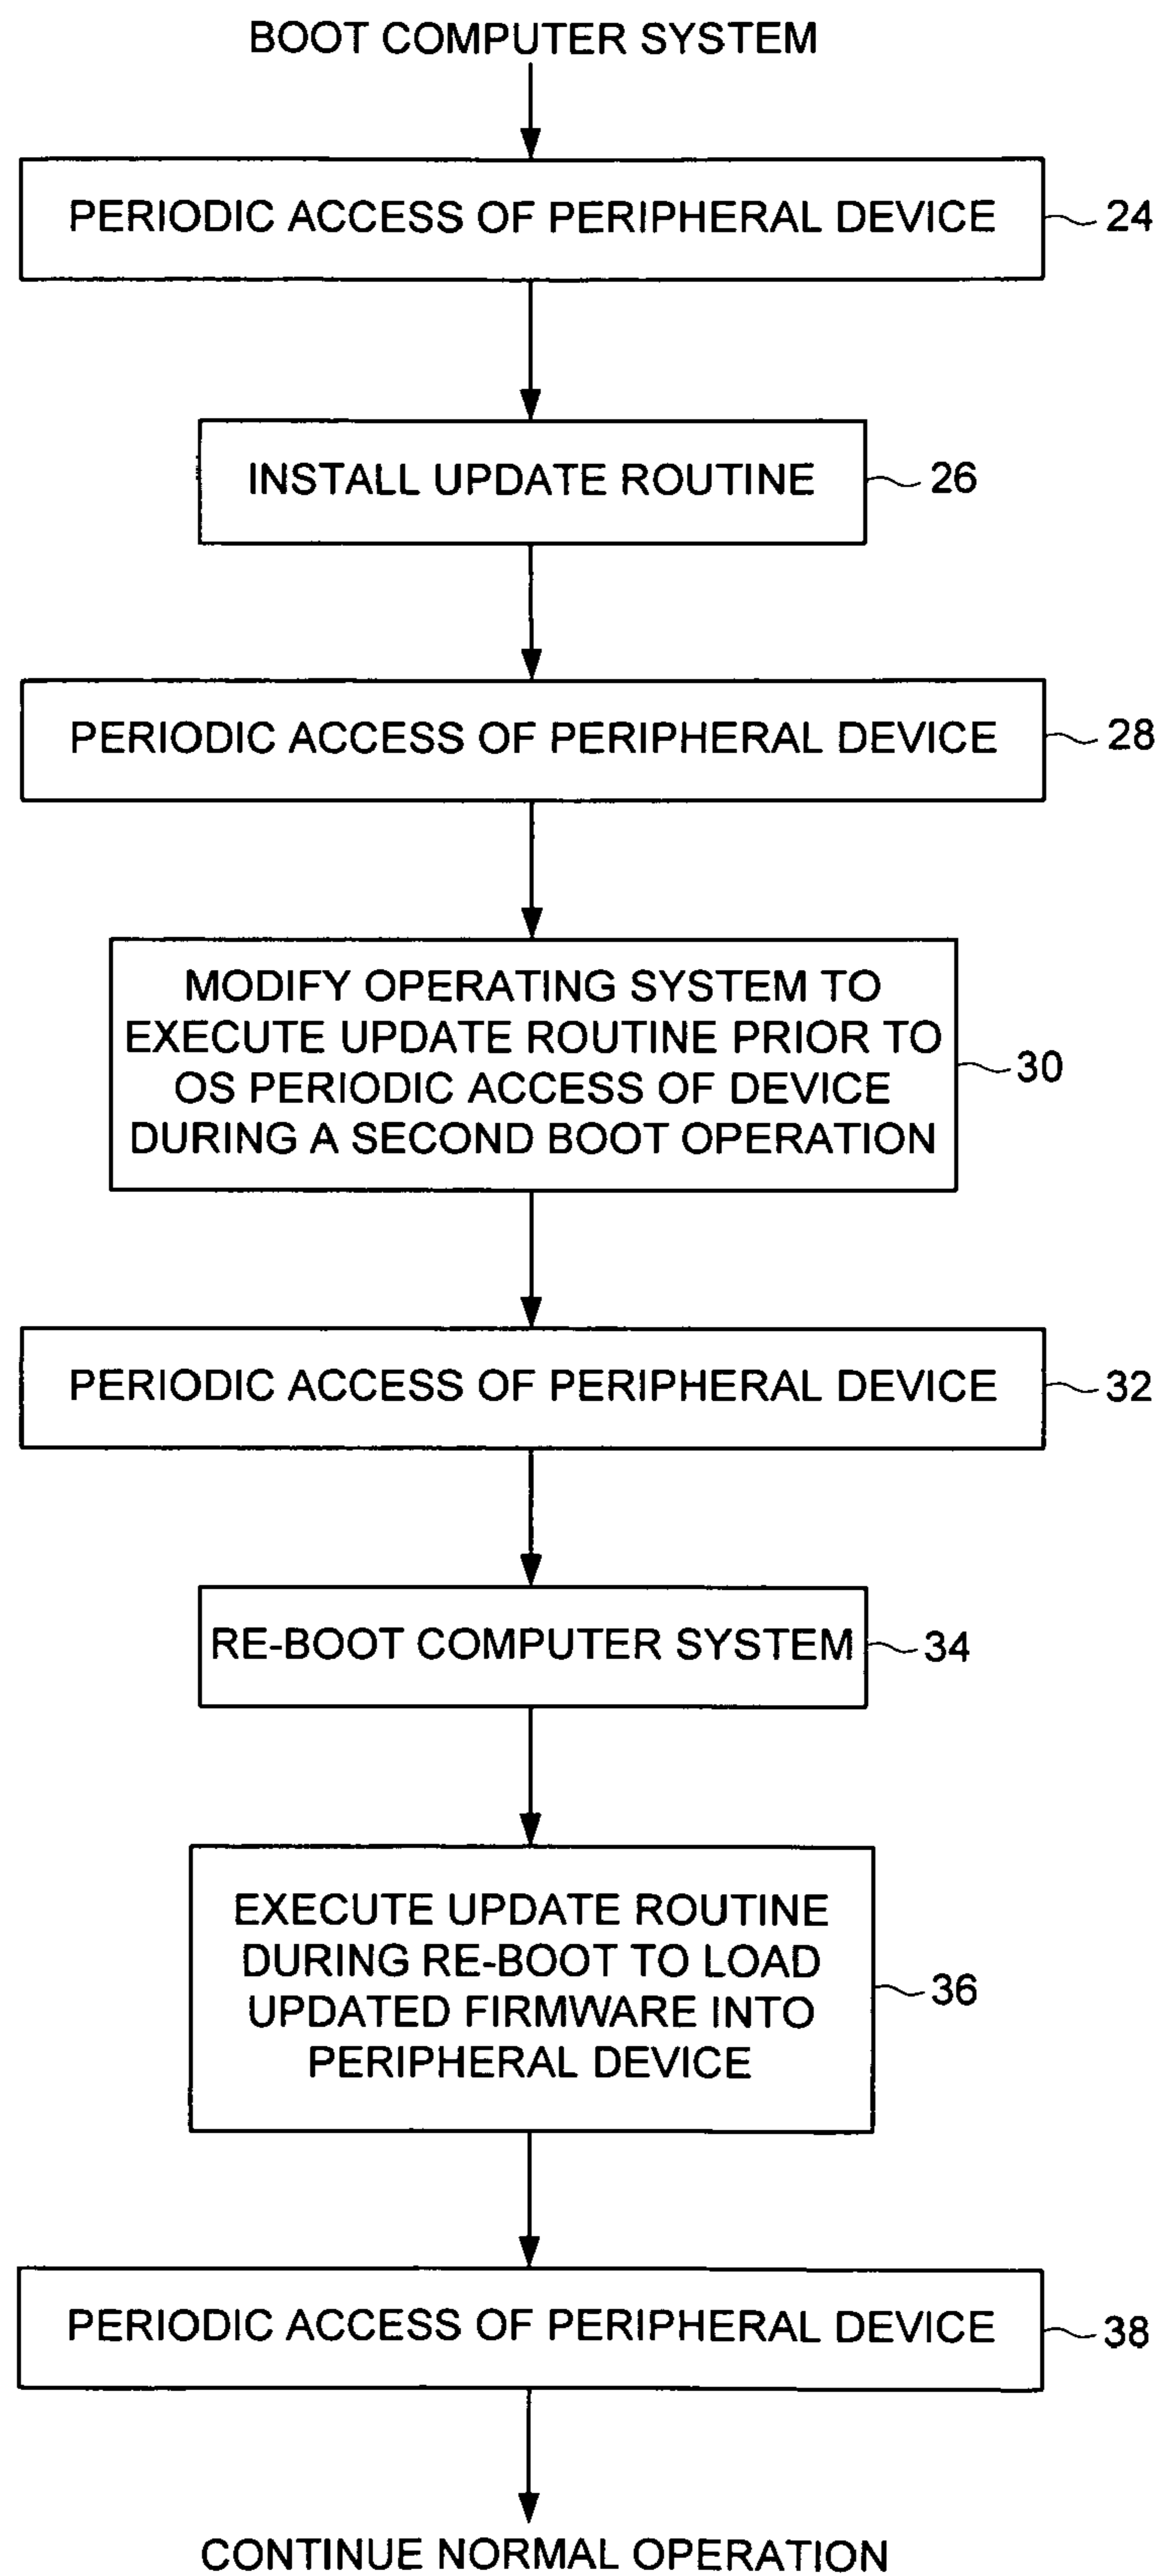 BOOT COMPUTER SYSTEM
PERIODIC ACCESS OF PERIPHERAL DEVICE
24
INSTALL UPDATE ROUTINE
26
PERIODIC ACCESS OF PERIPHERAL DEVICE
28
MODIFY OPERATING SYSTEM TO
EXECUTE UPDATE ROUTINE PRIOR TO
OS PERIODIC ACCESS OF DEVICE
DURING A SECOND BOOT OPERATION
30
PERIODIC ACCESS OF PERIPHERAL DEVICE
32
RE-BOOT COMPUTER SYSTEM
34
EXECUTE UPDATE ROUTINE
DURING RE-BOOT TO LOAD
UPDATED FIRMWARE INTO
PERIPHERAL DEVICE
36
PERIODIC ACCESS OF PERIPHERAL DEVICE
38
CONTINUE NORMAL OPERATION